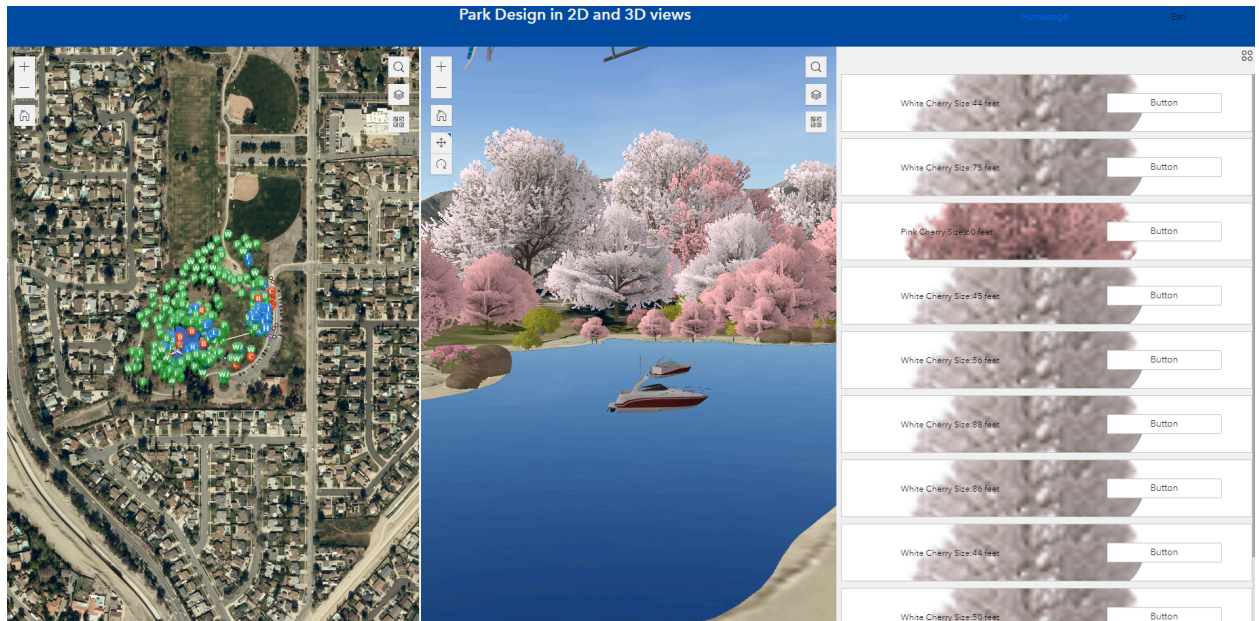 Park Design in 2D and 3D views
Homepage
Esri
White Cherry Size:44 feet
Button
White Cherry Size:75 feet
Button
Pink Cherry Size:60 feet
Button
White Cherry Size:45 feet
Button
White Cherry Size:56 feet
Button
White Cherry Size:88 feet
Button
White Cherry Size:86 feet
Button
White Cherry Size:44 feet
Button
White Cherry Size:50 feet
Button